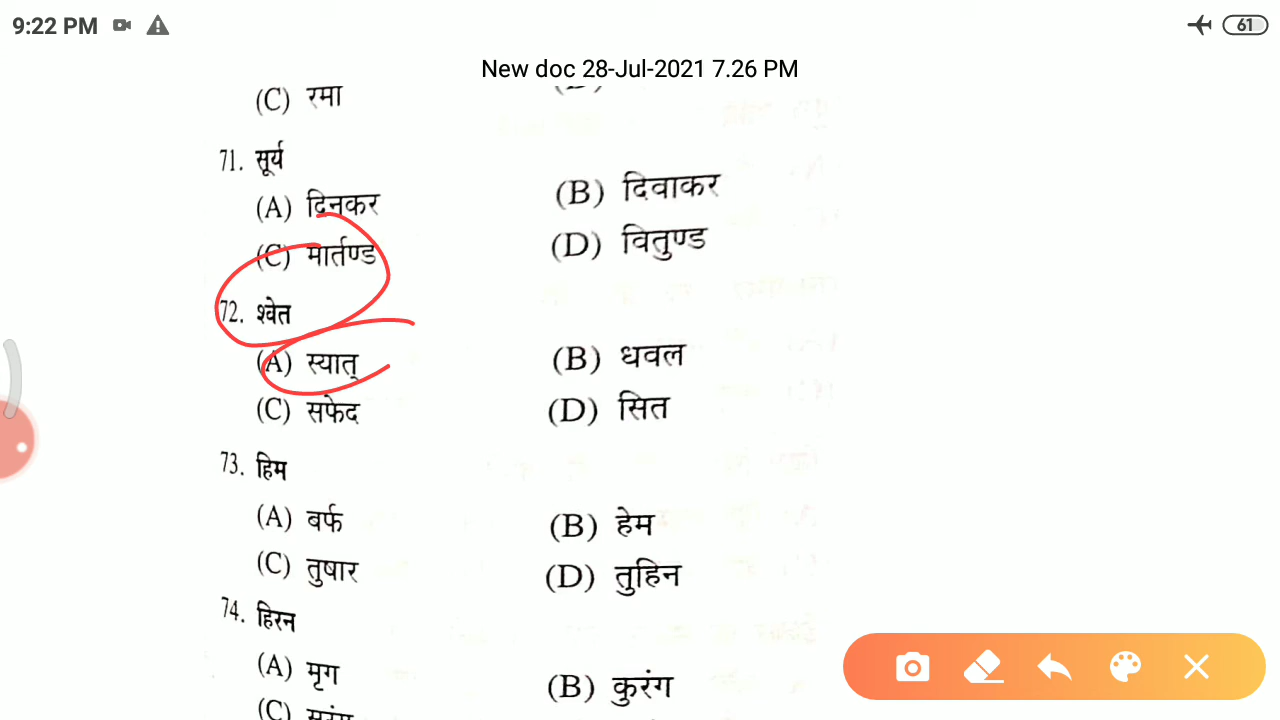 9:22 PM 61
New doc 28-Jul-2021 7.26 PM
(C) रमा
71. सूर्य
(A) दिनकर (B) दिवाकर
(C) मार्तण्ड (D) वितुण्ड
72. श्वेत
(A) स्यात् (B) धवल
(C) सफेद (D) सित
73. हिम
(A) बर्फ (B) हेम
(C) तुषार (D) तुहिन
74. हिरन
(A) मृग (B) कुरंग
(C)